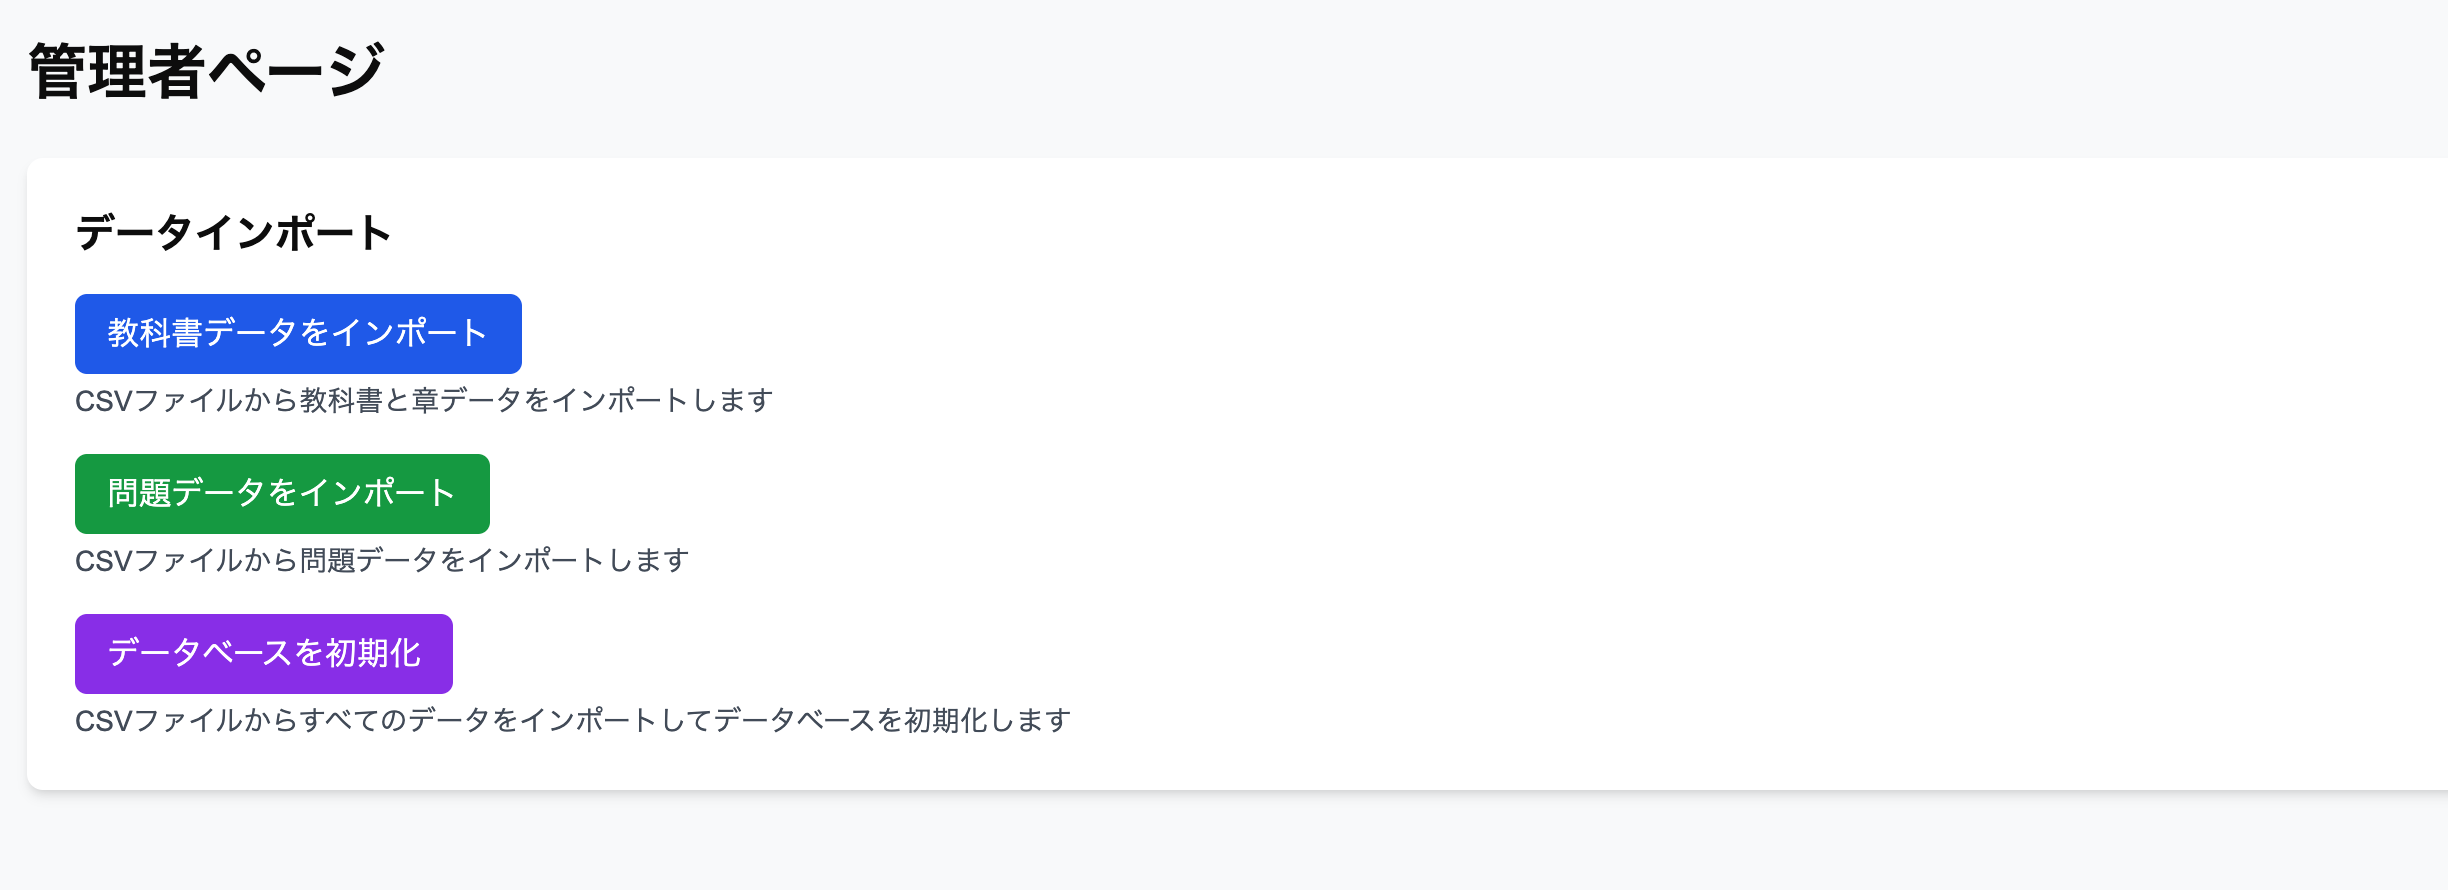 管理者ページ
データインポート
教科書データをインポート
CSVファイルから教科書と章データをインポートします
問題データをインポート
CSVファイルから問題データをインポートします
データベースを初期化
CSVファイルからすべてのデータをインポートしてデータベースを初期化します